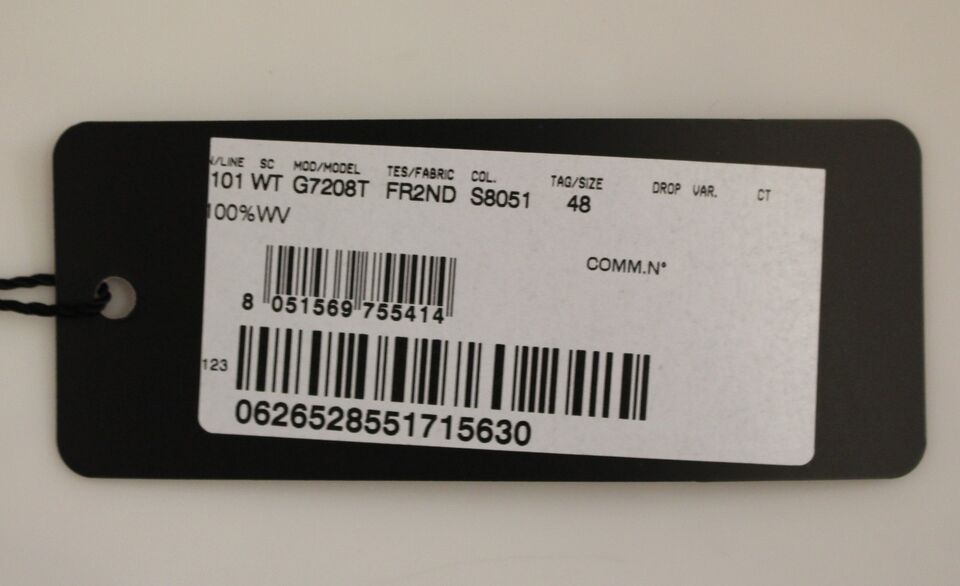 N/LINE SC MOD/MODEL TES/FABRIC COL. TAG/SIZE DROP VAR. CT
101 WT G7208T FR2ND S8051 48
100%WV
COMM.N°
8 051569 755414
123
0626528551715630